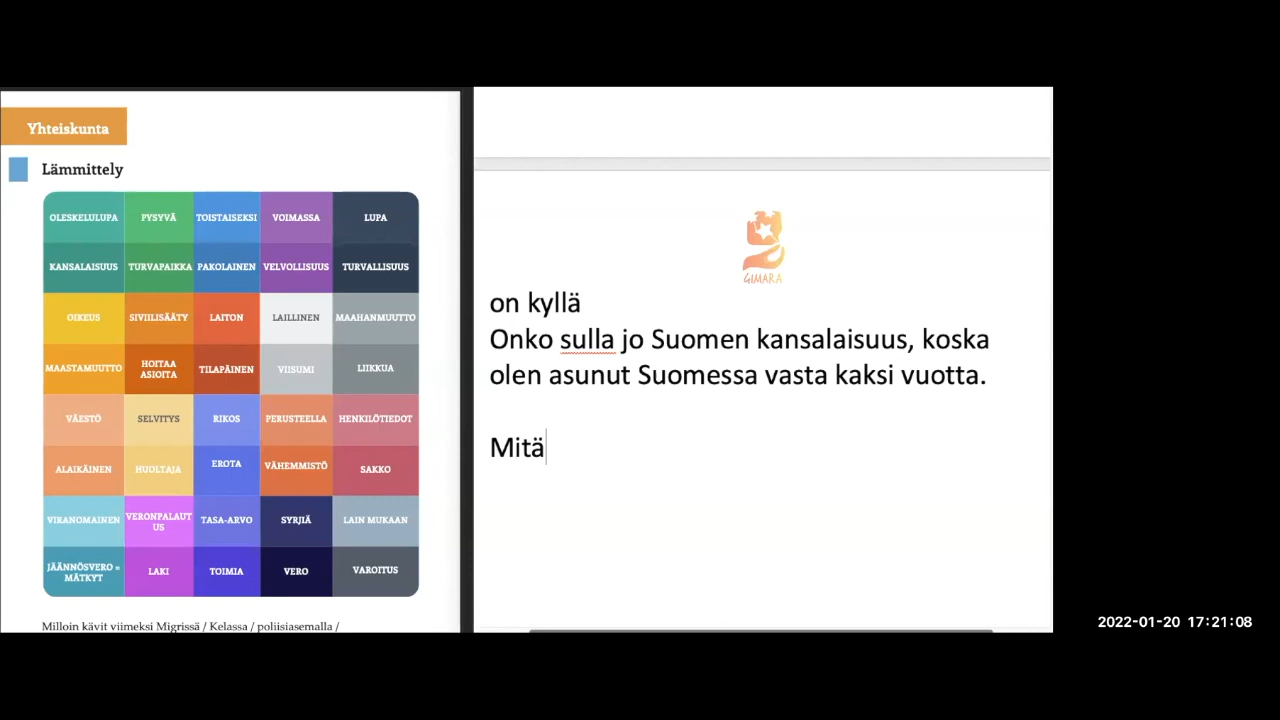 Yhteiskunta
Lämmittely
OLESKELULUPA PYSYVÄ TOISTAISEKSI VOIMASSA LUPA
KANSALAISUUS TURVAPAIKKA PAKOLAINEN VELVOLLISUUS TURVALLISUUS
OIKEUS SIVIILISÄÄTY LAITON LAILLINEN MAAHANMUUTTO
MAASTAMUUTTO HOITAA ASIOITA TILAPÄINEN VIISUMI LIIKKUA
VÄESTÖ SELVITYS RIKOS PERUSTEELLA HENKILÖTIEDOT
ALAIKÄINEN HUOLTAJA EROTA VÄHEMMISTÖ SAKKO
VIRANOMAINEN VERONPALAUTUS TASA-ARVO SYRJIÄ LAIN MUKAAN
JÄÄNNÖSVERO = MÄTKYT LAKI TOIMIA VERO VAROITUS
Milloin kävit viimeksi Migrissä / Kelassa / poliisiasemalla /
GIMARA
on kyllä
Onko sulla jo Suomen kansalaisuus, koska
olen asunut Suomessa vasta kaksi vuotta.
Mitä
2022-01-20 17:21:08